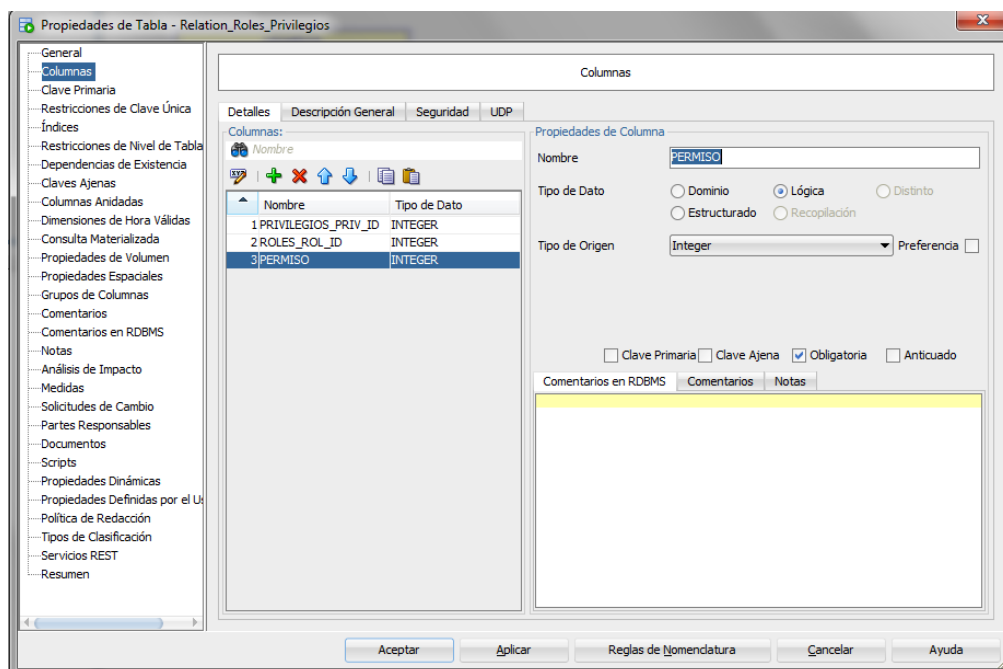 Propiedades de Tabla - Relation_Roles_Privilegios
General
Columnas
Clave Primaria
Restricciones de Clave Única
Índices
Restricciones de Nivel de Tabla
Dependencias de Existencia
Claves Ajenas
Columnas Anidadas
Dimensiones de Hora Válidas
Consulta Materializada
Propiedades de Volumen
Propiedades Espaciales
Grupos de Columnas
Comentarios
Comentarios en RDBMS
Notas
Análisis de Impacto
Medidas
Solicitudes de Cambio
Partes Responsables
Documentos
Scripts
Propiedades Dinámicas
Propiedades Definidas por el U
Política de Redacción
Tipos de Clasificación
Servicios REST
Resumen
Columnas
Detalles Descripción General Seguridad UDP
Columnas:
Nombre
Nombre Tipo de Dato
1 PRIVILEGIOS_PRIV_ID INTEGER
2 ROLES_ROL_ID INTEGER
3 PERMISO INTEGER
Propiedades de Columna
Nombre PERMISO
Tipo de Dato Dominio Lógica Distinto
Estructurado Recopilación
Tipo de Origen Integer Preferencia
Clave Primaria Clave Ajena Obligatoria Anticuado
Comentarios en RDBMS Comentarios Notas
Aceptar Aplicar Reglas de Nomenclatura Cancelar Ayuda